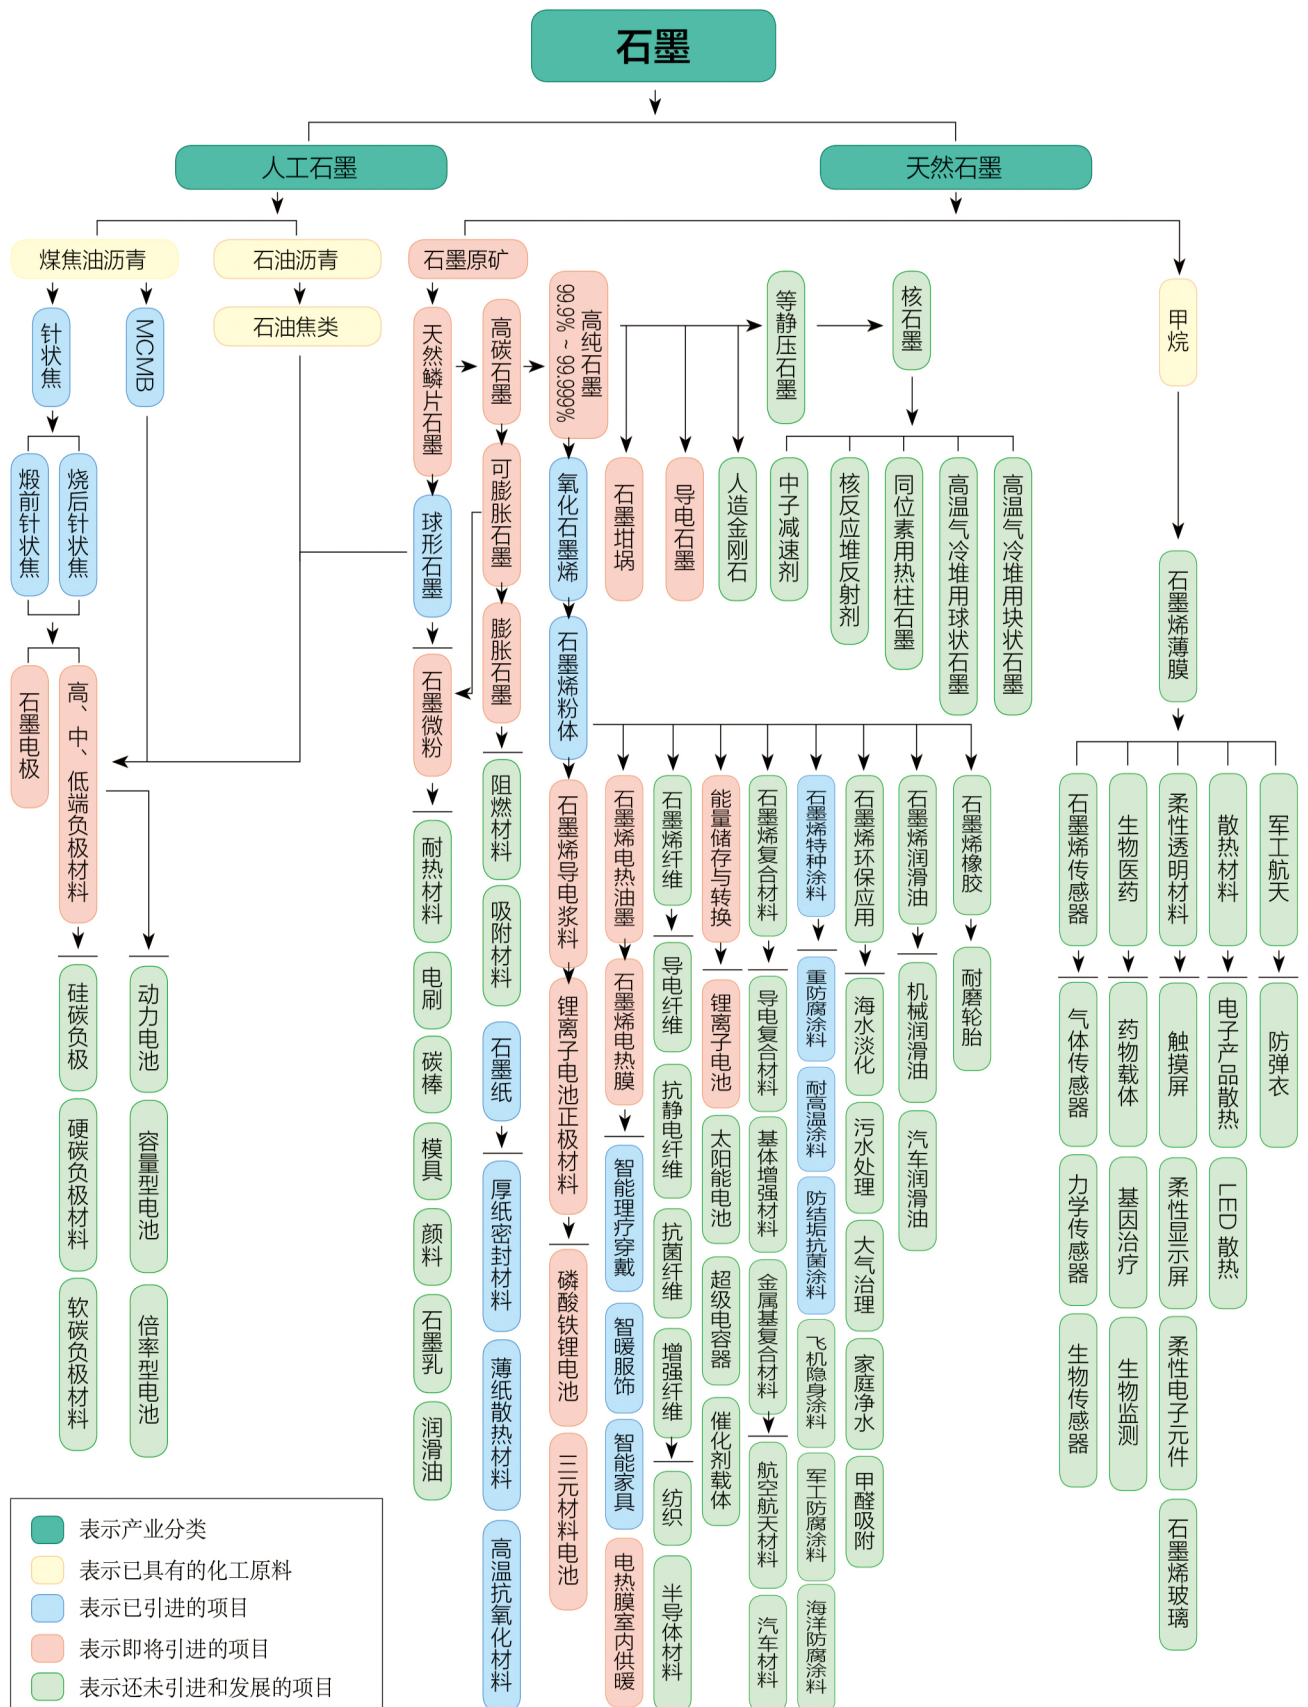 石墨
人工石墨
天然石墨
煤焦油沥青
石油沥青
石墨原矿
针状焦
MCMB
石油焦类
天然鳞片石墨
高碳石墨
高纯石墨
99.9% ~ 99.999%
等静压石墨
核石墨
甲烷
煅前针状焦
烧后针状焦
球形石墨
可膨胀石墨
氧化石墨烯
石墨坩埚
导电石墨
人造金刚石
中子减速剂
核反应堆反射剂
同位素用热柱石墨
高温气冷堆用球状石墨
高温气冷堆用块状石墨
石墨烯薄膜
石墨电极
高、中、低端负极材料
石墨微粉
膨胀石墨
石墨烯粉体
硅碳负极
硬碳负极材料
软碳负极材料
动力电池
容量型电池
倍率型电池
耐热材料
电刷
碳棒
模具
颜料
石墨乳
润滑油
阻燃材料
吸附材料
石墨纸
厚纸密封材料
薄纸散热材料
高温抗氧化材料
石墨烯导电浆料
锂离子电池正极材料
磷酸铁锂电池
三元材料电池
石墨烯电热油墨
石墨烯电热膜
智能理疗穿戴
智暖服饰
智能家具
电热膜室内供暖
石墨烯纤维
导电纤维
抗静电纤维
抗菌纤维
增强纤维
纺织
半导体材料
能量储存与转换
锂离子电池
太阳能电池
超级电容器
催化剂载体
石墨烯复合材料
导电复合材料
基体增强材料
金属基复合材料
航空航天材料
汽车材料
石墨烯特种涂料
重防腐涂料
耐高温涂料
防结垢抗菌涂料
飞机隐身涂料
军工防腐涂料
海洋防腐涂料
石墨烯环保应用
海水淡化
污水处理
大气治理
家庭净水
甲醛吸附
石墨烯润滑油
机械润滑油
汽车润滑油
石墨烯橡胶
耐磨轮胎
石墨烯传感器
气体传感器
力学传感器
生物传感器
生物医药
药物载体
基因治疗
生物监测
柔性透明材料
触摸屏
柔性显示屏
柔性电子元件
石墨烯玻璃
散热材料
电子产品散热
LED 散热
军工航天
防弹衣
表示产业分类
表示已具有的化工原料
表示已引进的项目
表示即将引进的项目
表示还未引进和发展的项目